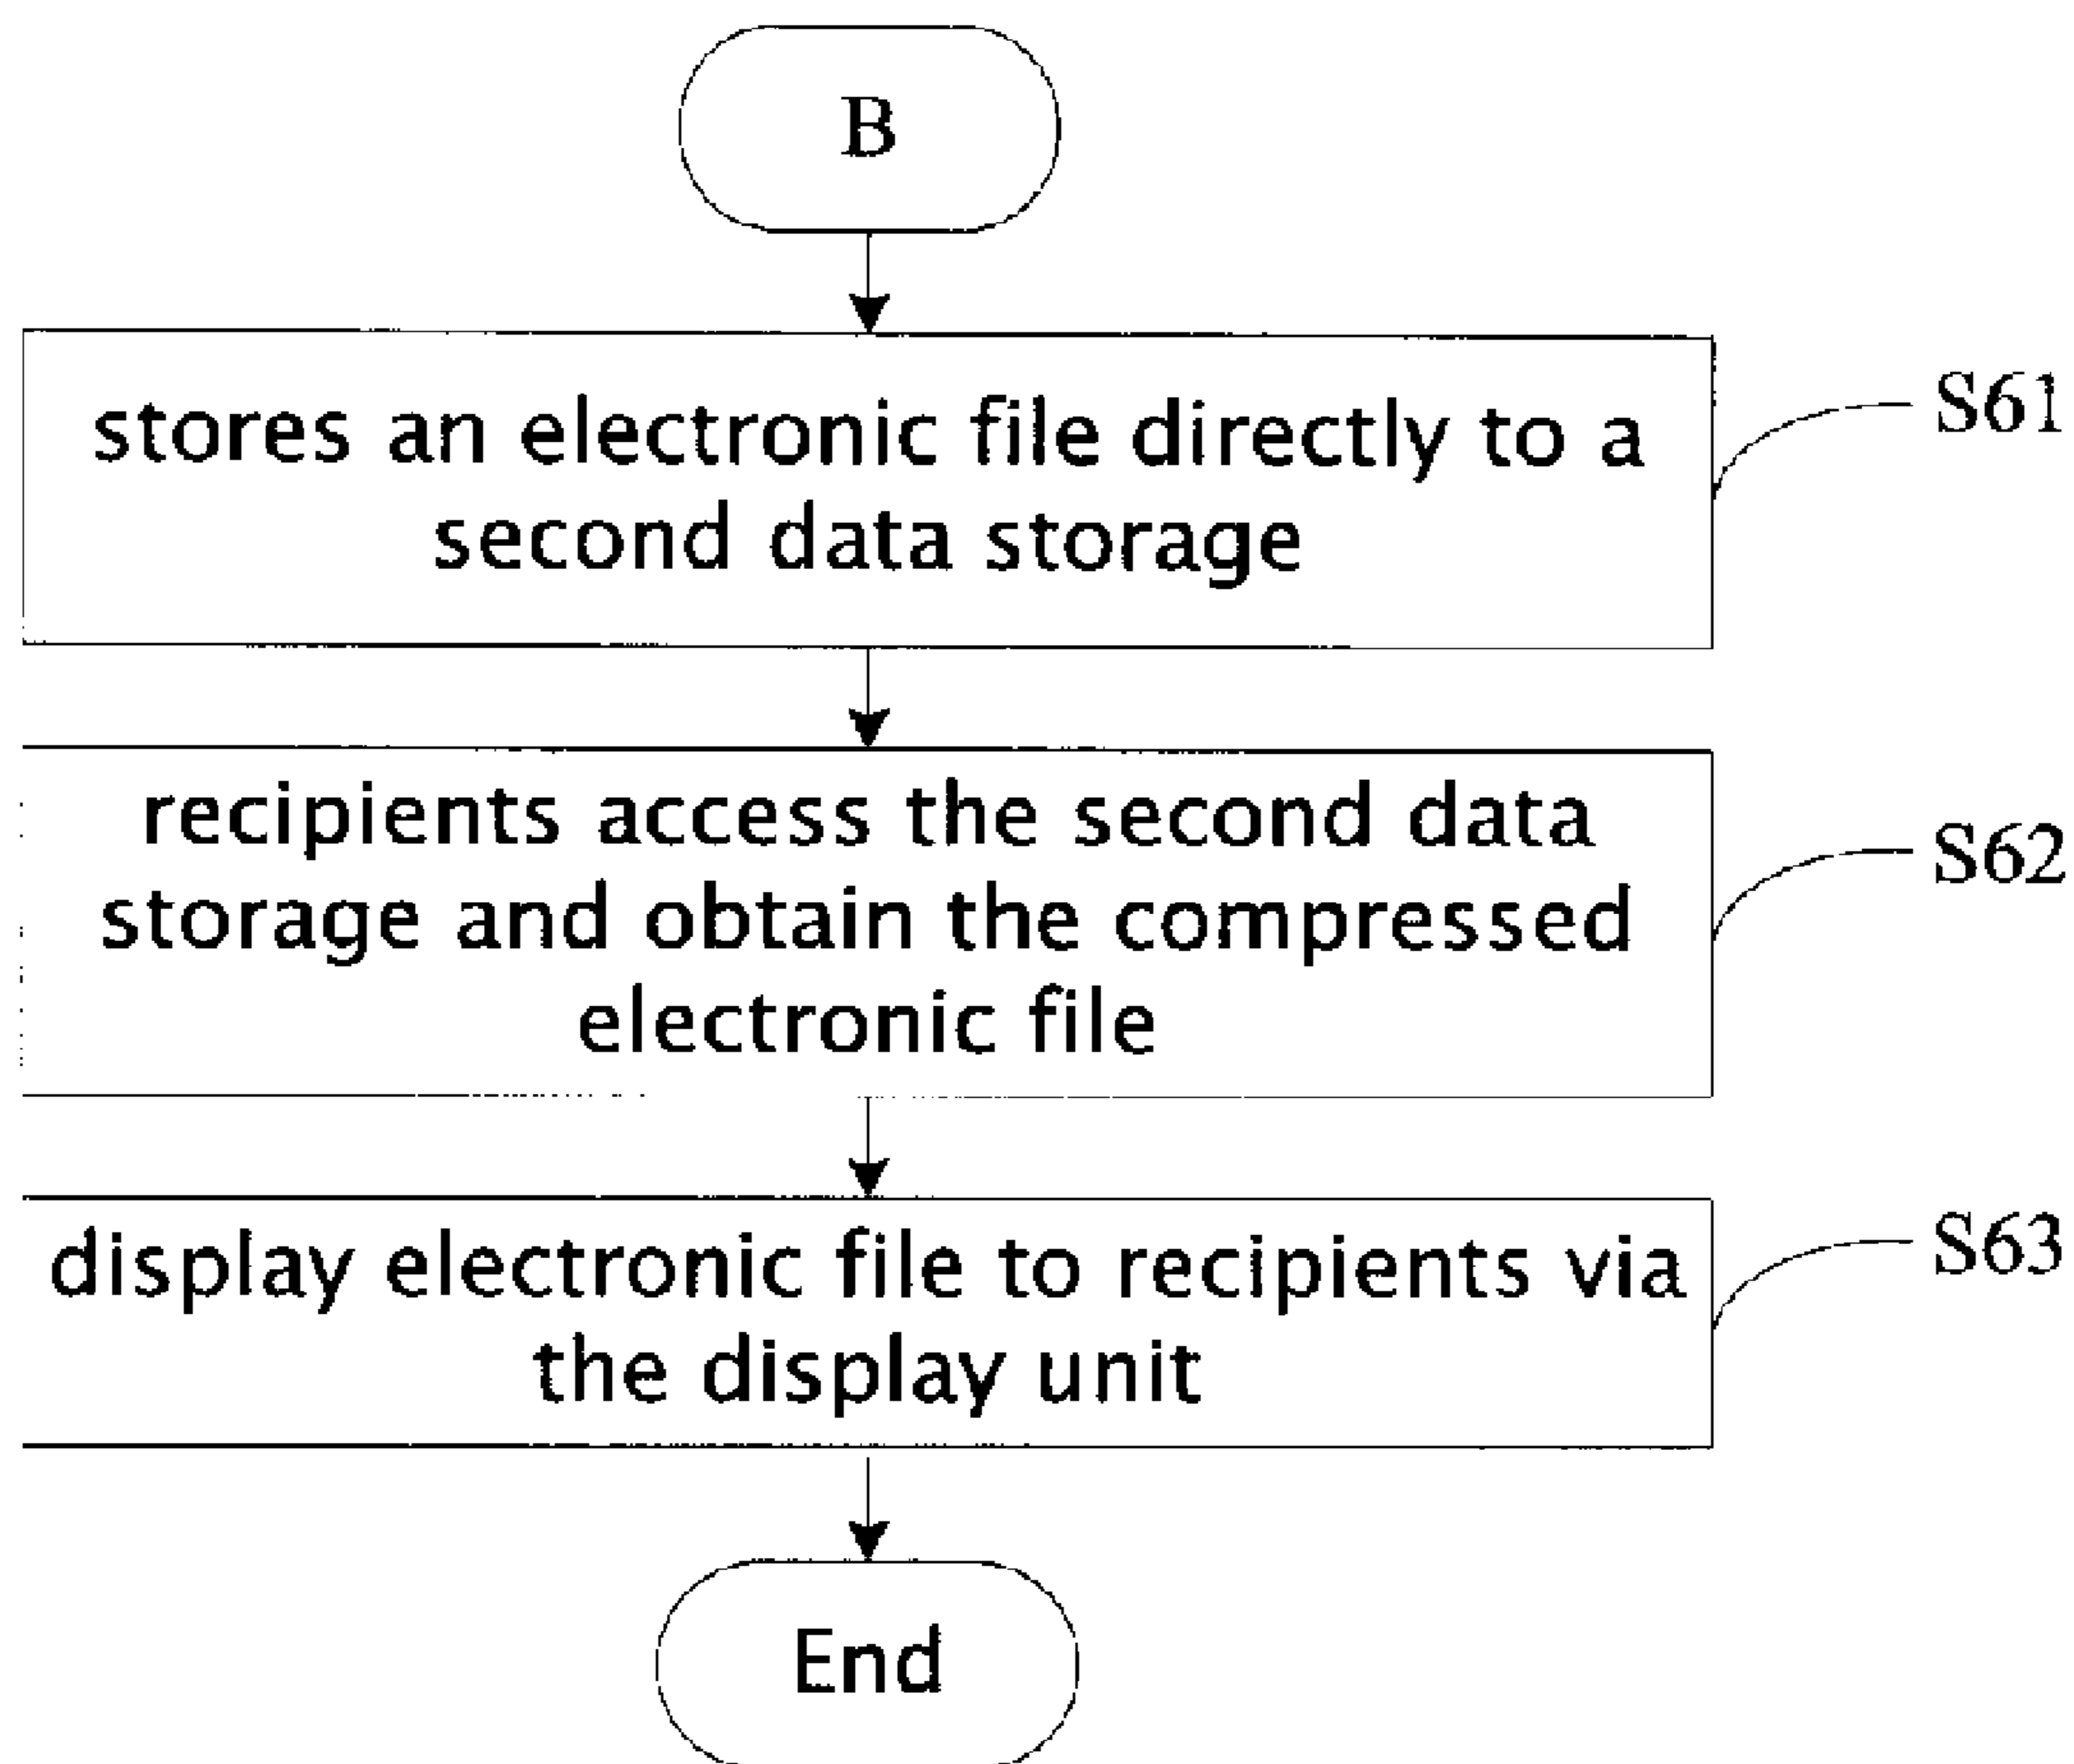 B
stores an electronic file directly to a
second data storage
S61
recipients access the second data
storage and obtain the compressed
electronic file
S62
display electronic file to recipients via
the display unit
S63
End